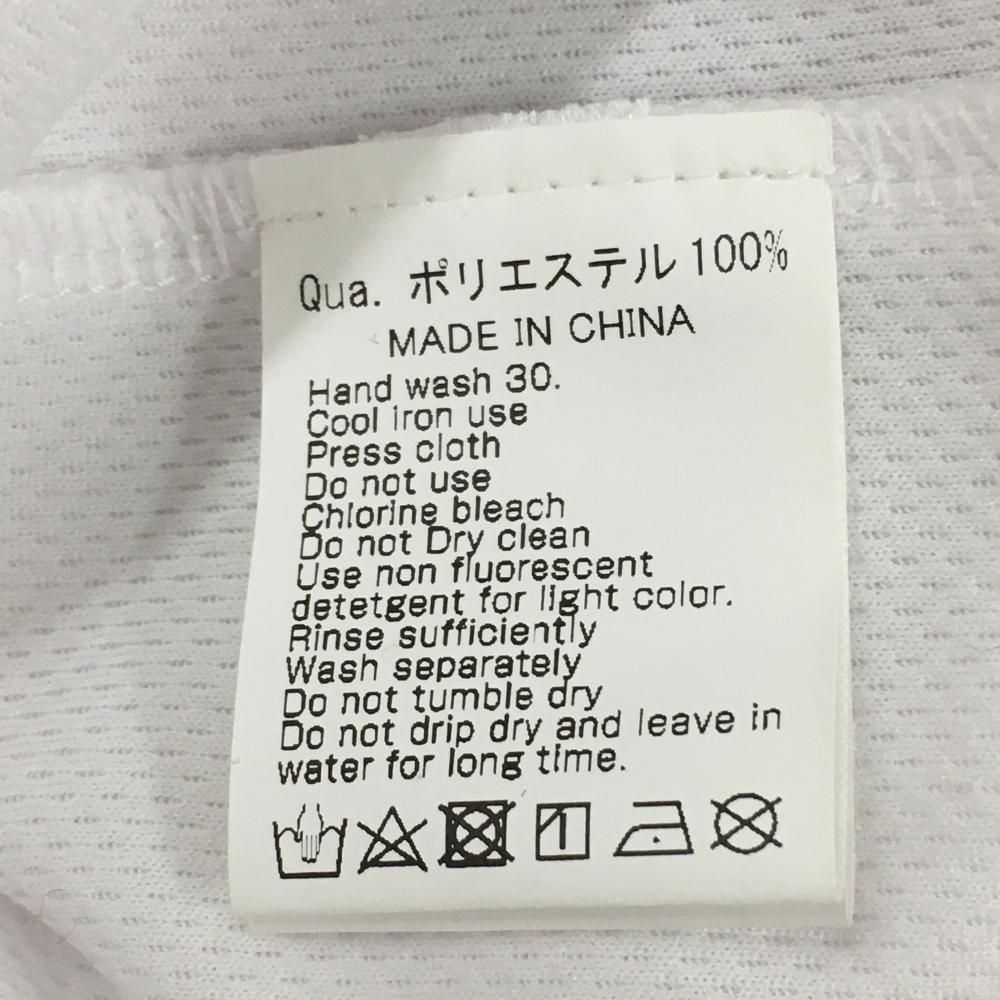 Qua. ポリエステル 100%
MADE IN CHINA
Hand wash 30.
Cool iron use
Press cloth
Do not use
Chlorine bleach
Do not Dry clean
Use non fluorescent
detetgent for light color.
Rinse sufficiently
Wash separately
Do not tumble dry
Do not drip dry and leave in
water for long time.